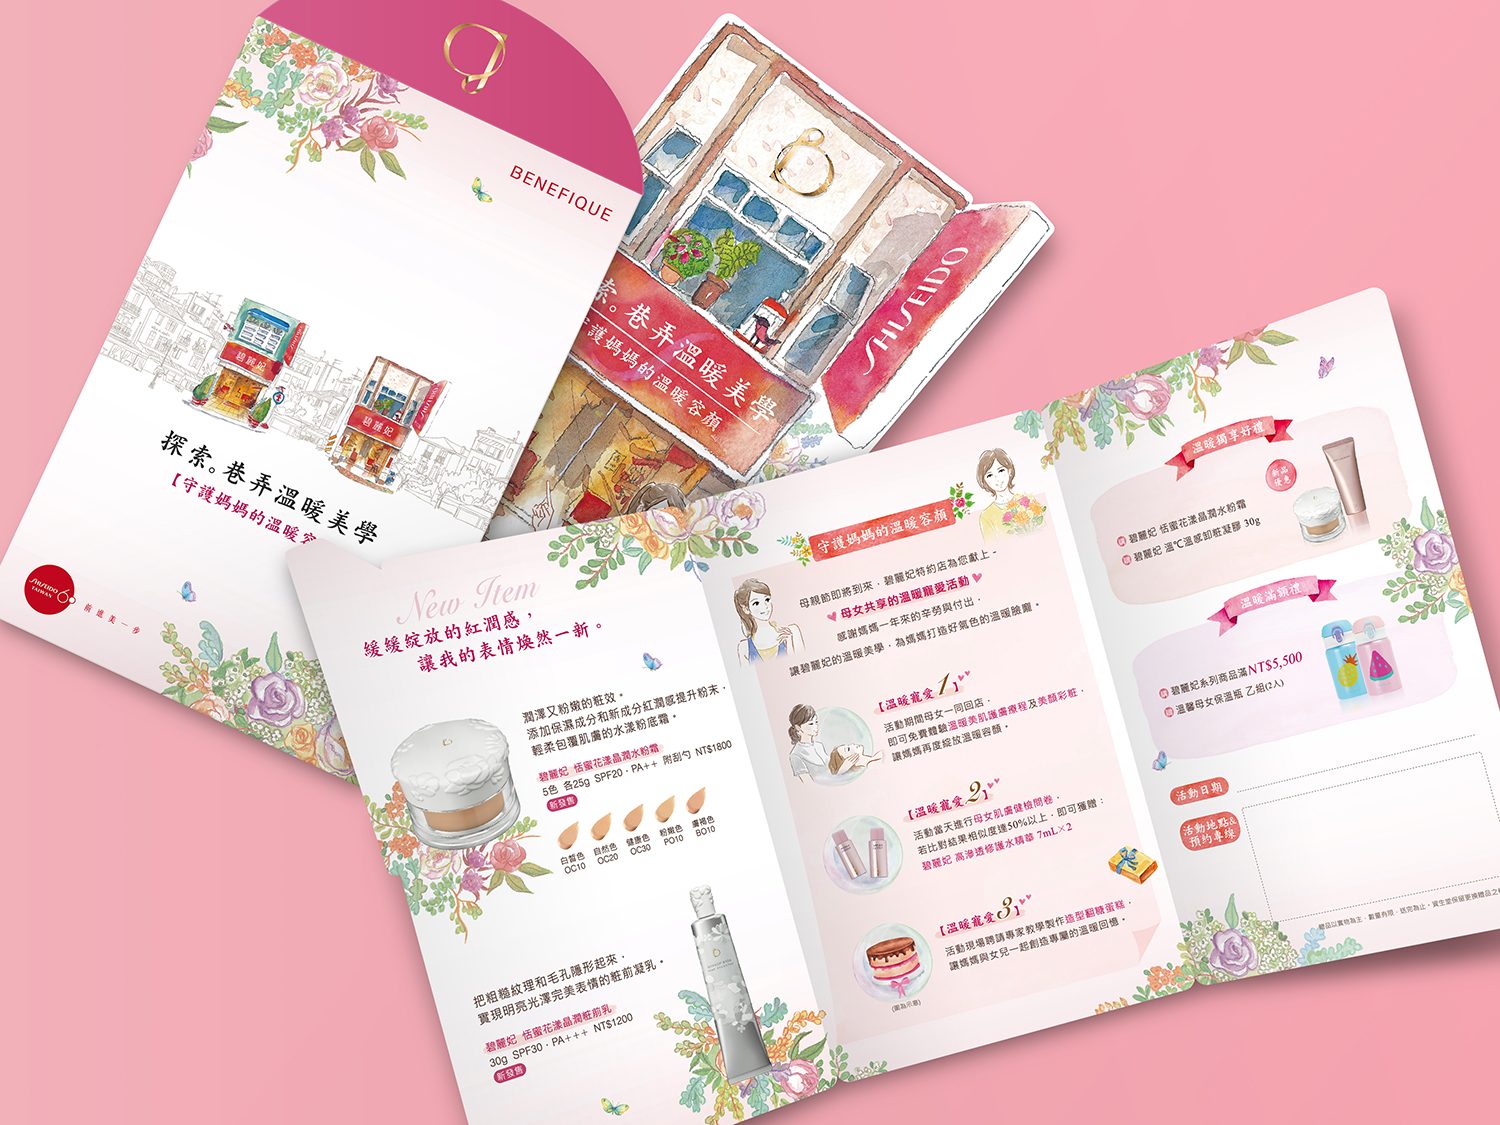 BENEFIQUE
碧麗妃
碧麗妃
探索。巷弄溫暖美學
【守護媽媽的溫暖容
SHISEIDO
TAIWAN
前進美一步
SHISEIDO
索。巷弄溫暖美學
護媽媽的溫暖容顏
New Item
緩緩綻放的紅潤感，
讓我的表情煥然一新。
潤澤又粉嫩的粧效。
添加保濕成分和新成分紅潤感提升粉末，
輕柔包覆肌膚的水漾粉底霜。
碧麗妃 恬蜜花漾晶潤水粉霜
5色 各25g SPF20．PA++ 附刮勺 NT$1800
新發售
白皙色 自然色 健康色 粉嫩色 膚褐色
OC10 OC20 OC30 PO10 BO10
把粗糙紋理和毛孔隱形起來，
實現明亮光澤完美表情的粧前凝乳。
碧麗妃 恬蜜花漾晶潤粧前乳
30g SPF30．PA+++ NT$1200
新發售
守護媽媽的溫暖容顏
母親節即將到來，碧麗妃特約店為您獻上－
♥ 母女共享的溫暖寵愛活動 ♥
感謝媽媽一年來的辛勞與付出，
讓碧麗妃的溫暖美學，為媽媽打造好氣色的溫暖臉龐。
【溫暖寵愛1】
活動期間母女一同回店，
即可免費體驗溫暖美肌護膚療程及美顏彩粧，
讓媽媽再度綻放溫暖容顏。
【溫暖寵愛2】
活動當天進行母女肌膚健檢問卷，
若比對結果相似度達50%以上，即可獲贈：
碧麗妃 高滲透修護水精華 7mL×2
【溫暖寵愛3】
活動現場聘請專家教學製作造型翻糖蛋糕，
讓媽媽與女兒一起創造專屬的溫暖回憶。
(圖為示意)
溫暖獨享好禮
新品
優惠
碧麗妃 恬蜜花漾晶潤水粉霜
碧麗妃 溫℃溫感卸粧凝膠 30g
溫暖滿額禮
碧麗妃系列商品滿NT$5,500
溫馨母女保溫瓶 乙組(2入)
活動日期
活動地點&
預約專線
贈品以實物為主，數量有限，送完為止。資生堂保留更換贈品之